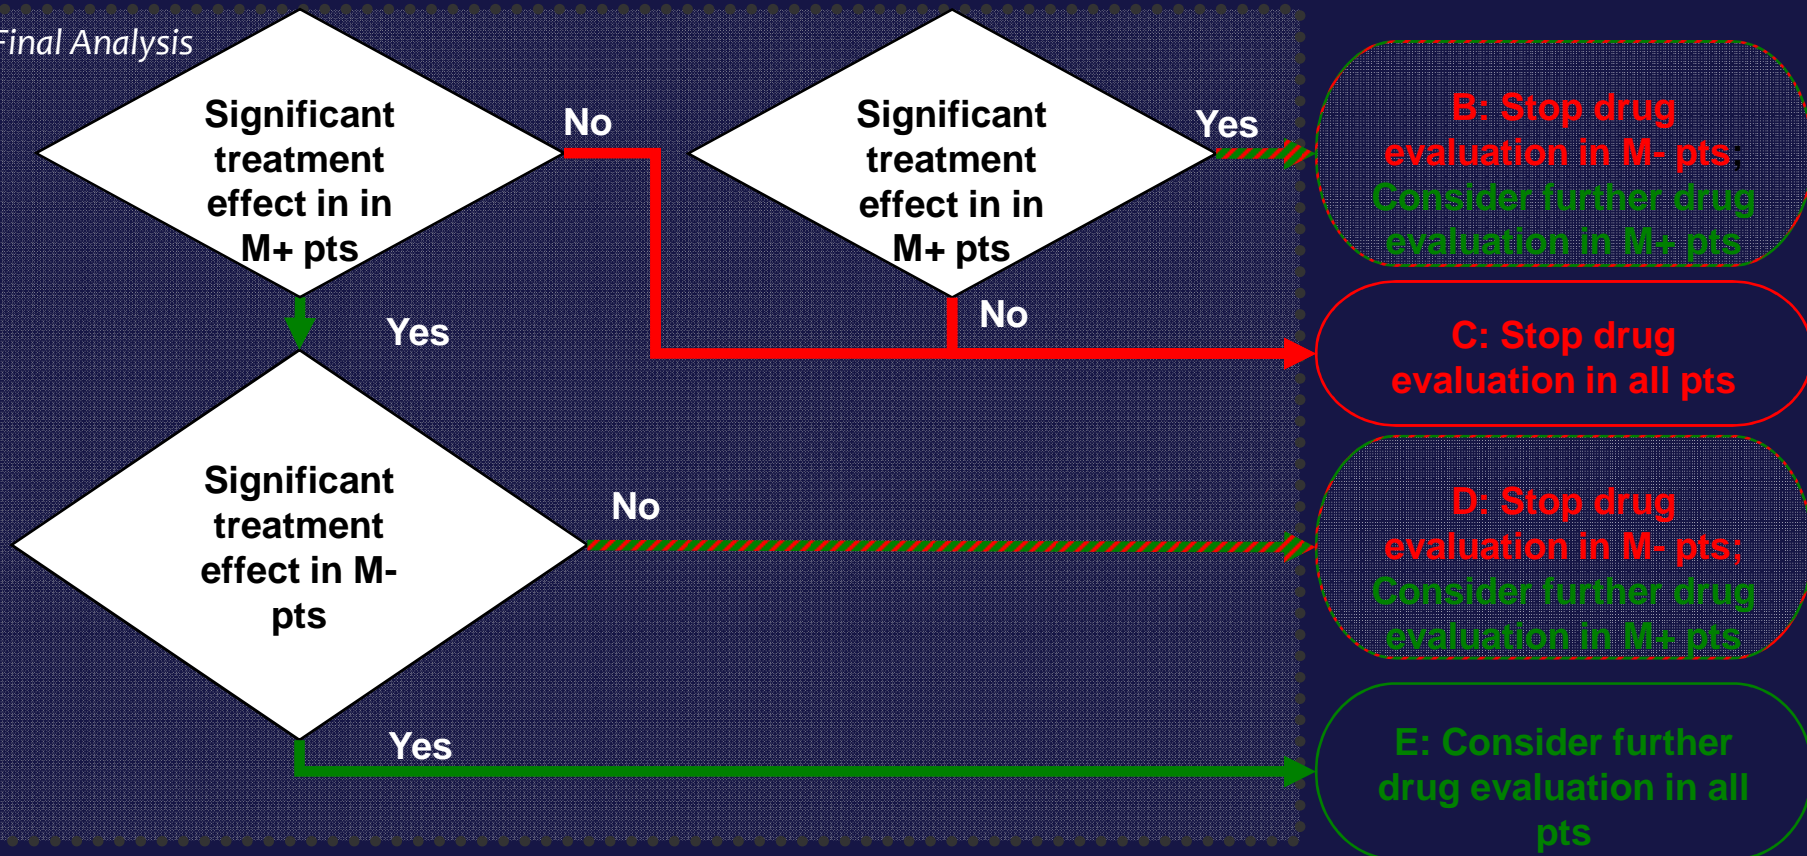 Final Analysis
Significant
treatment
effect in in
M+ pts
No
Significant
treatment
effect in in
M+ pts
Yes
B: Stop drug
evaluation in M- pts;
Consider further drug
evaluation in M+ pts
Yes
No
C: Stop drug
evaluation in all pts
Significant
treatment
effect in M-
pts
No
D: Stop drug
evaluation in M- pts;
Consider further drug
evaluation in M+ pts
Yes
E: Consider further
drug evaluation in all
pts